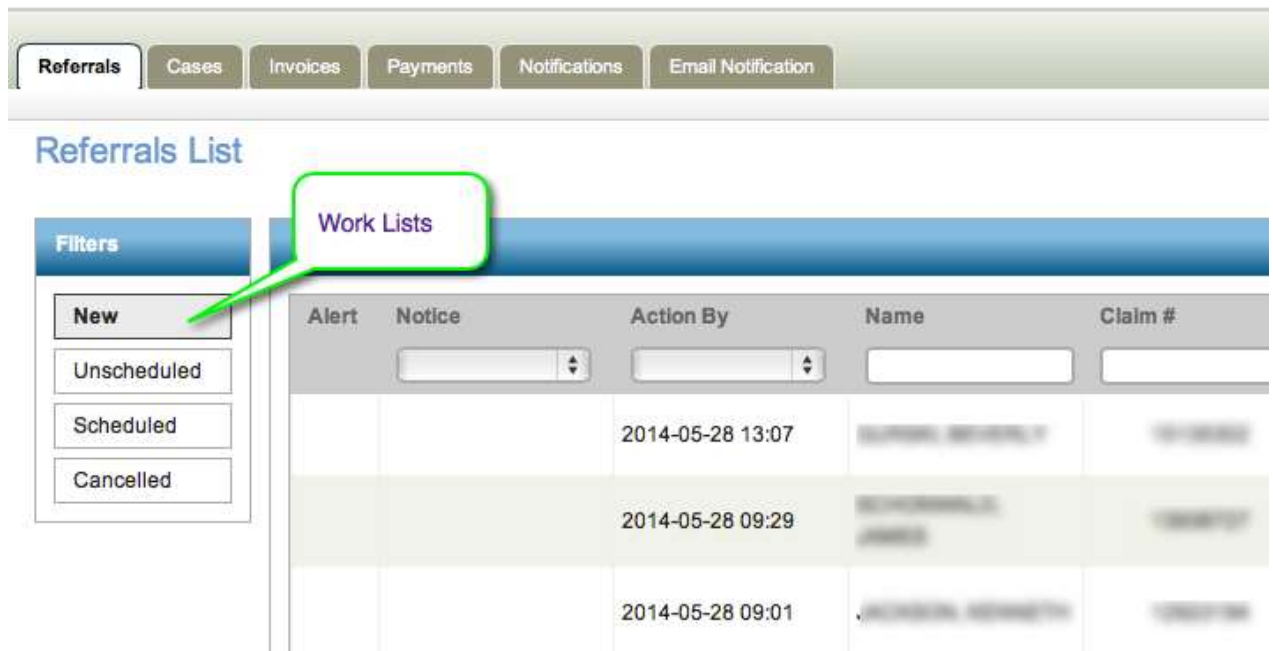 Referrals Cases Invoices Payments Notifications Email Notification
Referrals List
Work Lists
Filters
New
Unscheduled
Scheduled
Cancelled
Alert Notice Action By Name Claim #
2014-05-28 13:07
2014-05-28 09:29
2014-05-28 09:01